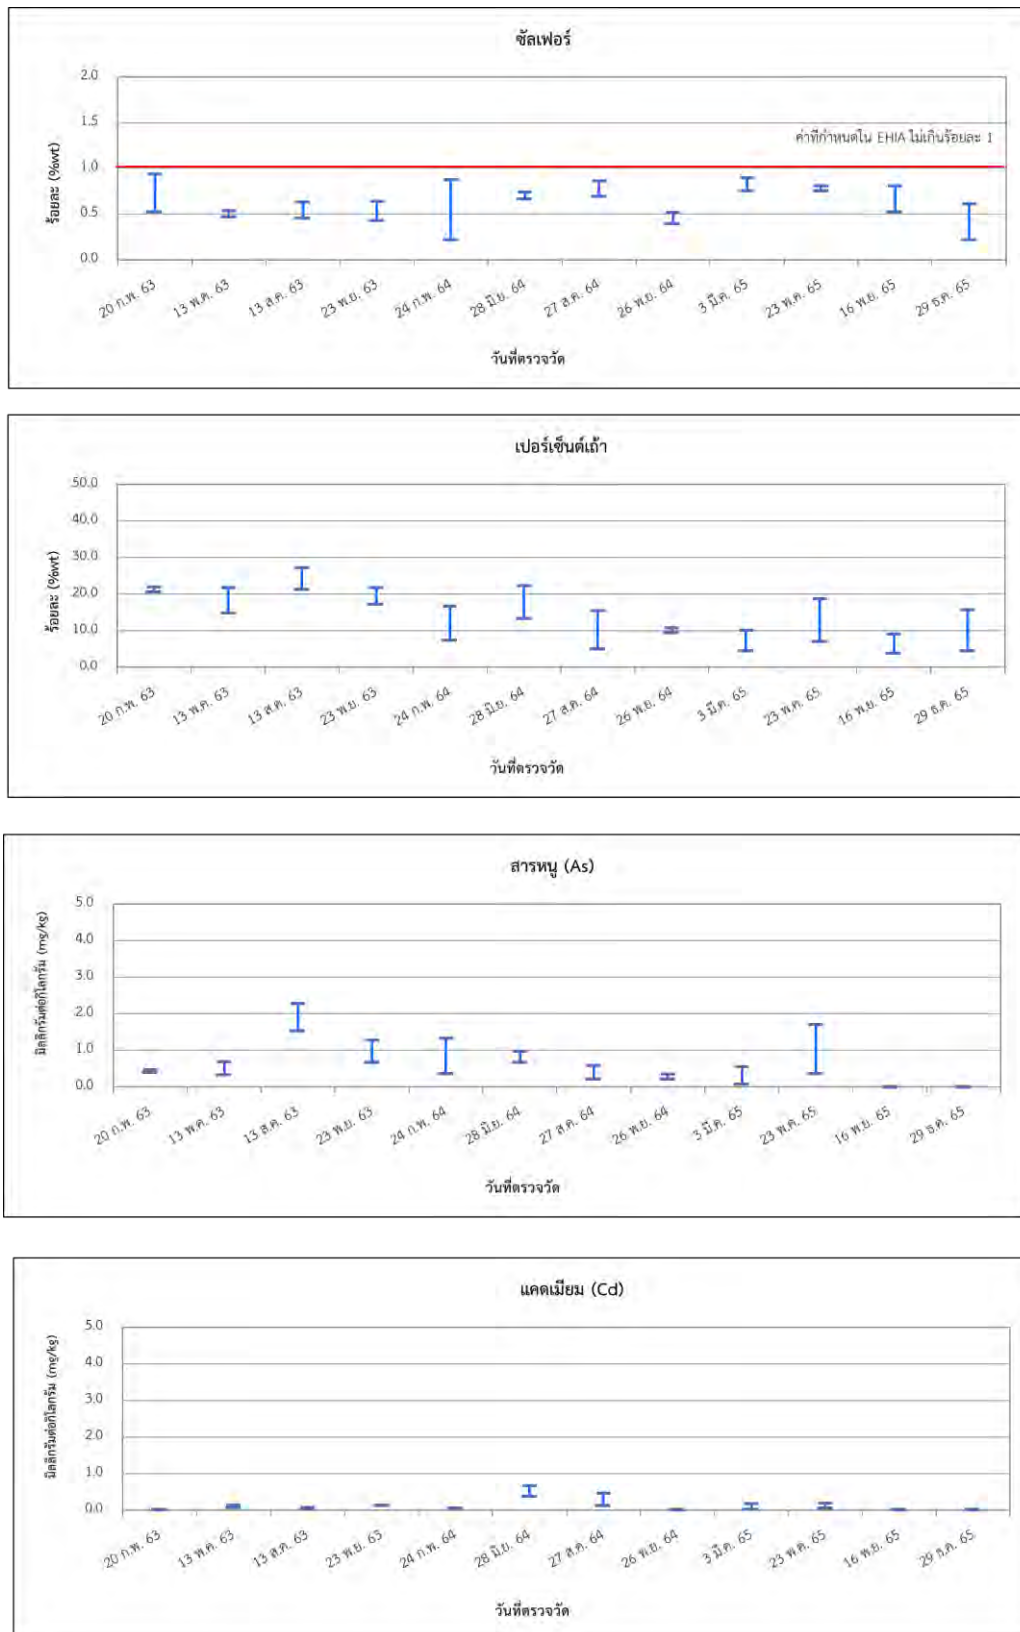 ซัลเฟอร์
2.0
1.5
ค่าที่กำหนดใน EHIA ไม่เกินร้อยละ 1
1.0
0.5
0.0
ร้อยละ (%wt)
20 ก.พ. 63
13 พ.ค. 63
13 ส.ค. 63
23 พ.ย. 63
24 ก.พ. 64
28 มิ.ย. 64
27 ส.ค. 64
26 พ.ย. 64
3 มี.ค. 65
23 พ.ค. 65
16 พ.ย. 65
29 ธ.ค. 65
วันที่ตรวจวัด
เปอร์เซ็นต์เถ้า
50.0
40.0
30.0
20.0
10.0
0.0
ร้อยละ (%wt)
20 ก.พ. 63
13 พ.ค. 63
13 ส.ค. 63
23 พ.ย. 63
24 ก.พ. 64
28 มิ.ย. 64
27 ส.ค. 64
26 พ.ย. 64
3 มี.ค. 65
23 พ.ค. 65
16 พ.ย. 65
29 ธ.ค. 65
วันที่ตรวจวัด
สารหนู (As)
5.0
4.0
3.0
2.0
1.0
0.0
มิลลิกรัมต่อกิโลกรัม (mg/kg)
20 ก.พ. 63
13 พ.ค. 63
13 ส.ค. 63
23 พ.ย. 63
24 ก.พ. 64
28 มิ.ย. 64
27 ส.ค. 64
26 พ.ย. 64
3 มี.ค. 65
23 พ.ค. 65
16 พ.ย. 65
29 ธ.ค. 65
วันที่ตรวจวัด
แคดเมียม (Cd)
5.0
4.0
3.0
2.0
1.0
0.0
มิลลิกรัมต่อกิโลกรัม (mg/kg)
20 ก.พ. 63
13 พ.ค. 63
13 ส.ค. 63
23 พ.ย. 63
24 ก.พ. 64
28 มิ.ย. 64
27 ส.ค. 64
26 พ.ย. 64
3 มี.ค. 65
23 พ.ค. 65
16 พ.ย. 65
29 ธ.ค. 65
วันที่ตรวจวัด